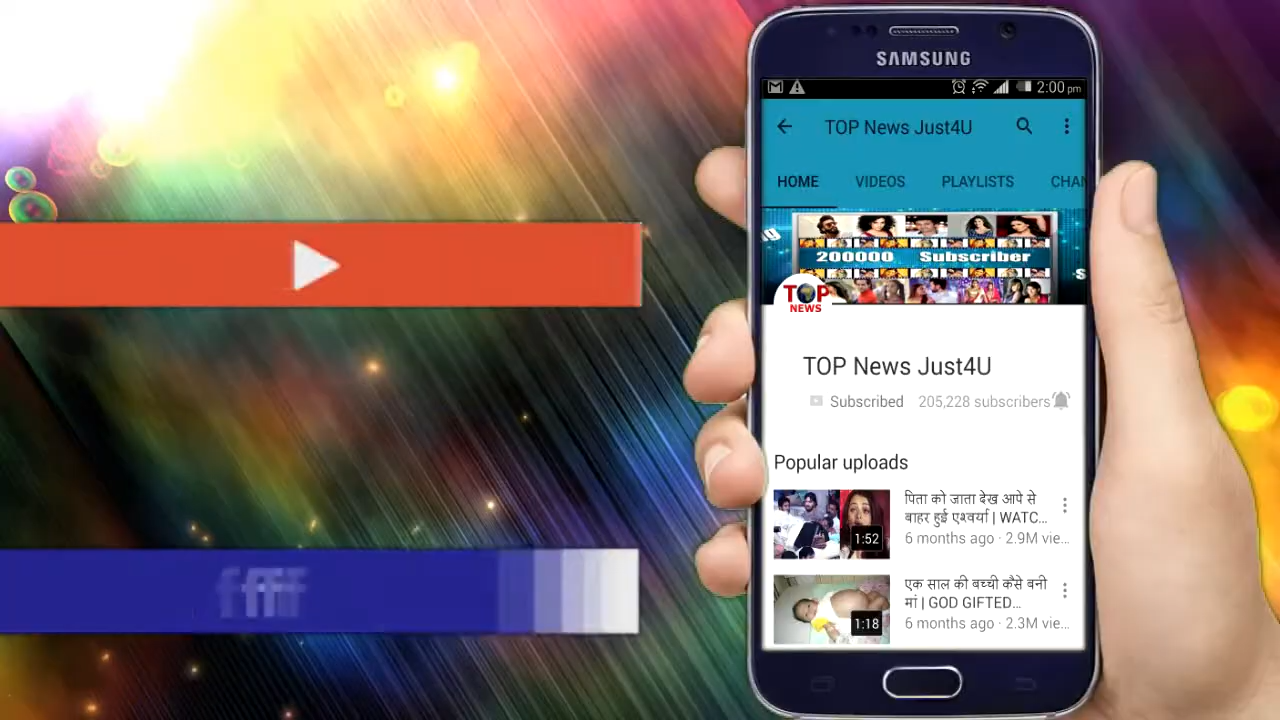 SAMSUNG
2:00 pm
TOP News Just4U
HOME VIDEOS PLAYLISTS CHAN
200000 Subscriber
TOP
NEWS
TOP News Just4U
Subscribed 205,228 subscribers
Popular uploads
पिता को जाता देख आपे से
बाहर हुई एश्वर्या | WATC...
1:52
6 months ago · 2.9M vie...
एक साल की बच्ची कैसे बनी
मां | GOD GIFTED...
1:18
6 months ago · 2.3M vie...